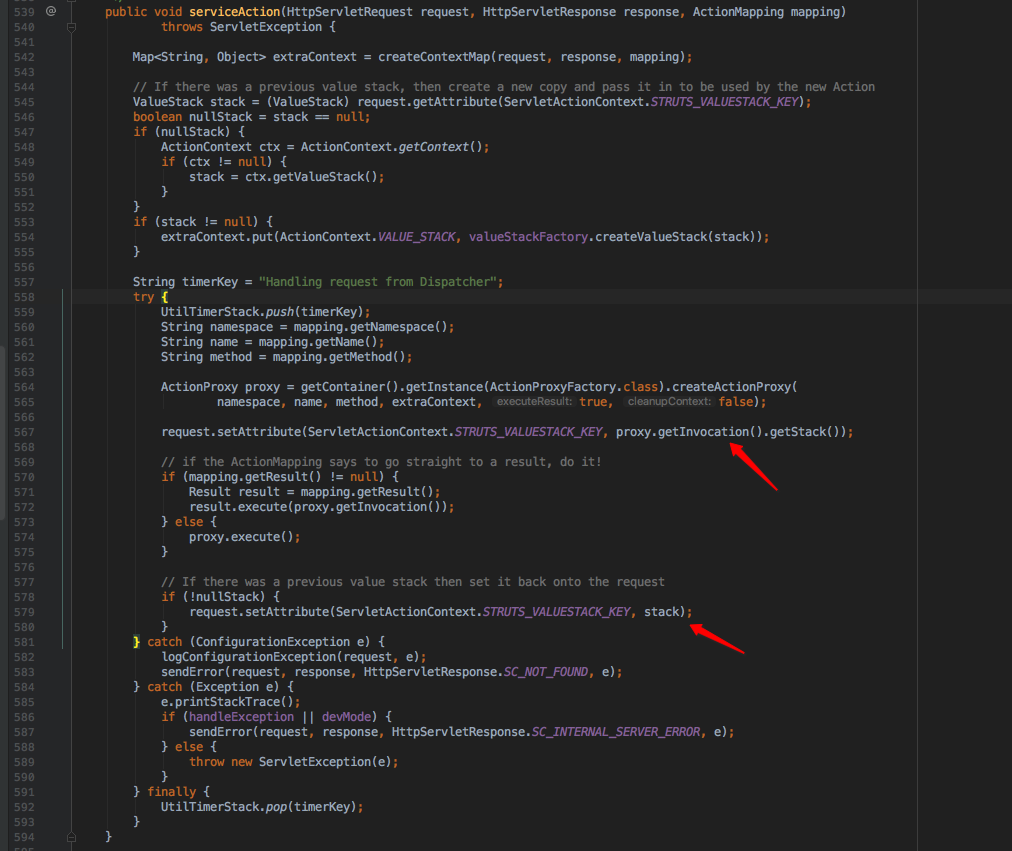 539 @ public void serviceAction(HttpServletRequest request, HttpServletResponse response, ActionMapping mapping)
540 throws ServletException {
541
542 Map<String, Object> extraContext = createContextMap(request, response, mapping);
543
544 // If there was a previous value stack, then create a new copy and pass it in to be used by the new Action
545 ValueStack stack = (ValueStack) request.getAttribute(ServletActionContext.STRUTS_VALUESTACK_KEY);
546 boolean nullStack = stack == null;
547 if (nullStack) {
548 ActionContext ctx = ActionContext.getContext();
549 if (ctx != null) {
550 stack = ctx.getValueStack();
551 }
552 }
553 if (stack != null) {
554 extraContext.put(ActionContext.VALUE_STACK, valueStackFactory.createValueStack(stack));
555 }
556
557 String timerKey = "Handling request from Dispatcher";
558 try {
559 UtilTimerStack.push(timerKey);
560 String namespace = mapping.getNamespace();
561 String name = mapping.getName();
562 String method = mapping.getMethod();
563
564 ActionProxy proxy = getContainer().getInstance(ActionProxyFactory.class).createActionProxy(
565 namespace, name, method, extraContext, executeResult: true, cleanupContext: false);
566
567 request.setAttribute(ServletActionContext.STRUTS_VALUESTACK_KEY, proxy.getInvocation().getStack());
568
569 // if the ActionMapping says to go straight to a result, do it!
570 if (mapping.getResult() != null) {
571 Result result = mapping.getResult();
572 result.execute(proxy.getInvocation());
573 } else {
574 proxy.execute();
575 }
576
577 // If there was a previous value stack then set it back onto the request
578 if (!nullStack) {
579 request.setAttribute(ServletActionContext.STRUTS_VALUESTACK_KEY, stack);
580 }
581 } catch (ConfigurationException e) {
582 logConfigurationException(request, e);
583 sendError(request, response, HttpServletResponse.SC_NOT_FOUND, e);
584 } catch (Exception e) {
585 e.printStackTrace();
586 if (handleException || devMode) {
587 sendError(request, response, HttpServletResponse.SC_INTERNAL_SERVER_ERROR, e);
588 } else {
589 throw new ServletException(e);
590 }
591 } finally {
592 UtilTimerStack.pop(timerKey);
593 }
594 }